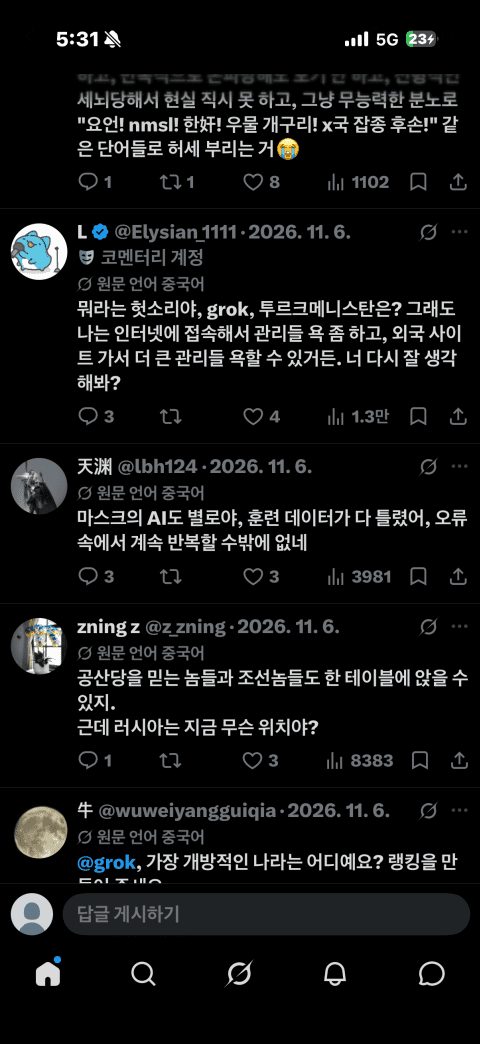 5:31 5G 23
세뇌당해서 현실 직시 못 하고, 그냥 무능력한 분노로
"요언! nmsl! 한奸! 우물 개구리! x국 잡종 후손!" 같
은 단어들로 허세 부리는 거😭
1 1 8 1102
L @Elysian_1111 · 2026. 11. 6.
코멘터리 계정
원문 언어 중국어
뭐라는 헛소리야, grok, 투르크메니스탄은? 그래도
나는 인터넷에 접속해서 관리들 욕 좀 하고, 외국 사이
트 가서 더 큰 관리들 욕할 수 있거든. 너 다시 잘 생각
해봐?
3 4 1.3만
天渊 @lbh124 · 2026. 11. 6.
원문 언어 중국어
마스크의 AI도 별로야, 훈련 데이터가 다 틀렸어, 오류
속에서 계속 반복할 수밖에 없네
3 3 3981
zning z @z_zning · 2026. 11. 6.
원문 언어 중국어
공산당을 믿는 놈들과 조선놈들도 한 테이블에 앉을 수
있지.
근데 러시아는 지금 무슨 위치야?
1 3 8383
牛 @wuweiyangguiqia · 2026. 11. 6.
원문 언어 중국어
@grok, 가장 개방적인 나라는 어디예요? 랭킹을 만
답글 게시하기